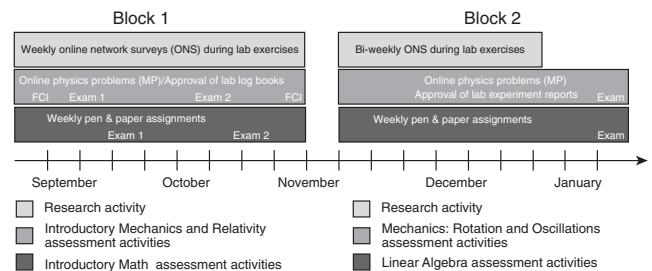 Block 1
Block 2
Weekly online network surveys (ONS) during lab exercises
Bi-weekly ONS during lab exercises
Online physics problems (MP)/Approval of lab log books
FCI Exam 1 Exam 2 FCI
Online physics problems (MP)
Approval of lab experiment reports Exam
Weekly pen & paper assignments
Exam 1 Exam 2
Weekly pen & paper assignments
Exam
September October November December January
Research activity
Introductory Mechanics and Relativity
assessment activities
Introductory Math assessment activities
Research activity
Mechanics: Rotation and Oscillations
assessment activities
Linear Algebra assessment activities